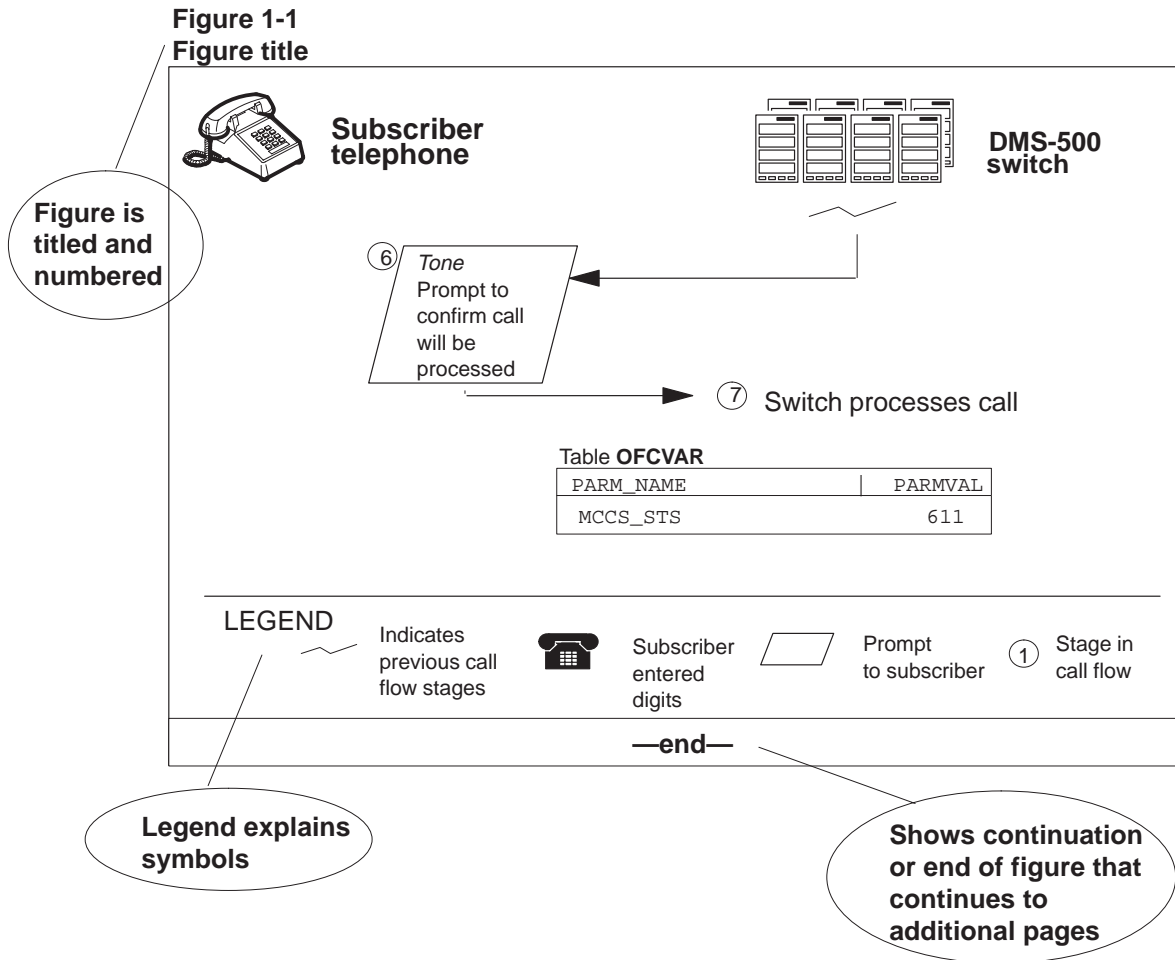 Figure 1-1
Figure title
Subscriber
telephone
DMS-500
switch
Figure is
titled and
numbered
6
Tone
Prompt to
confirm call
will be
processed
7
Switch processes call
Table OFCVAR
PARM_NAME | PARMVAL
MCCS_STS 611
LEGEND
Indicates
previous call
flow stages
Subscriber
entered
digits
Prompt
to subscriber
1
Stage in
call flow
—end—
Legend explains
symbols
Shows continuation
or end of figure that
continues to
additional pages